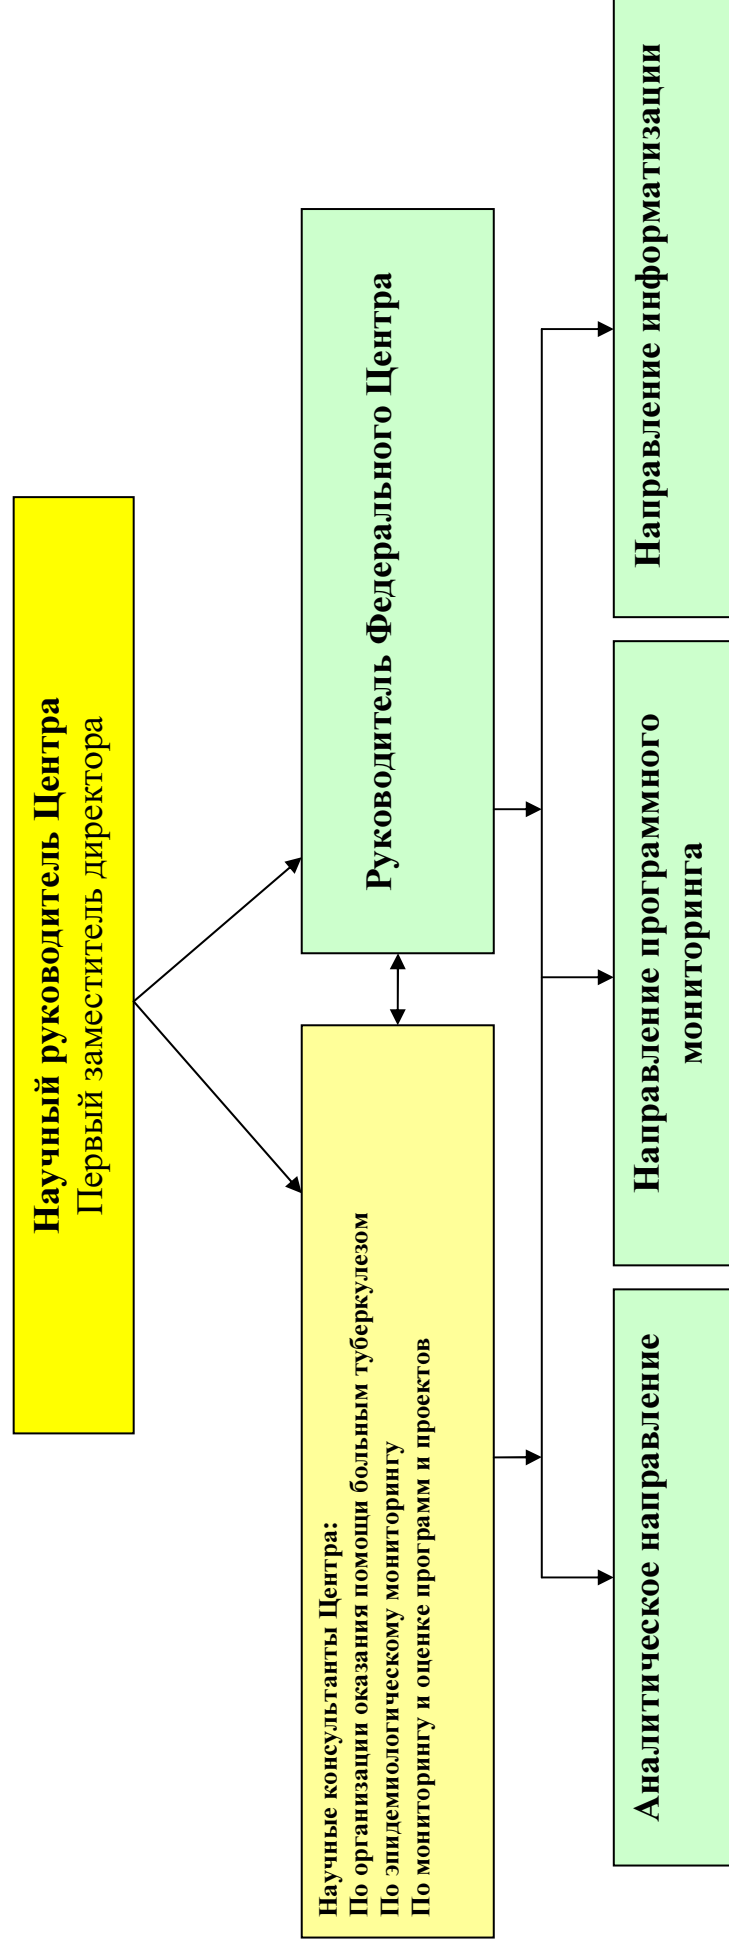 Научный руководитель Центра
Первый заместитель директора
Научные консультанты Центра:
По организации оказания помощи больным туберкулезом
По эпидемиологическому мониторингу
По мониторингу и оценке программ и проектов
Руководитель Федерального Центра
Аналитическое направление
Направление программного
мониторинга
Направление информатизации